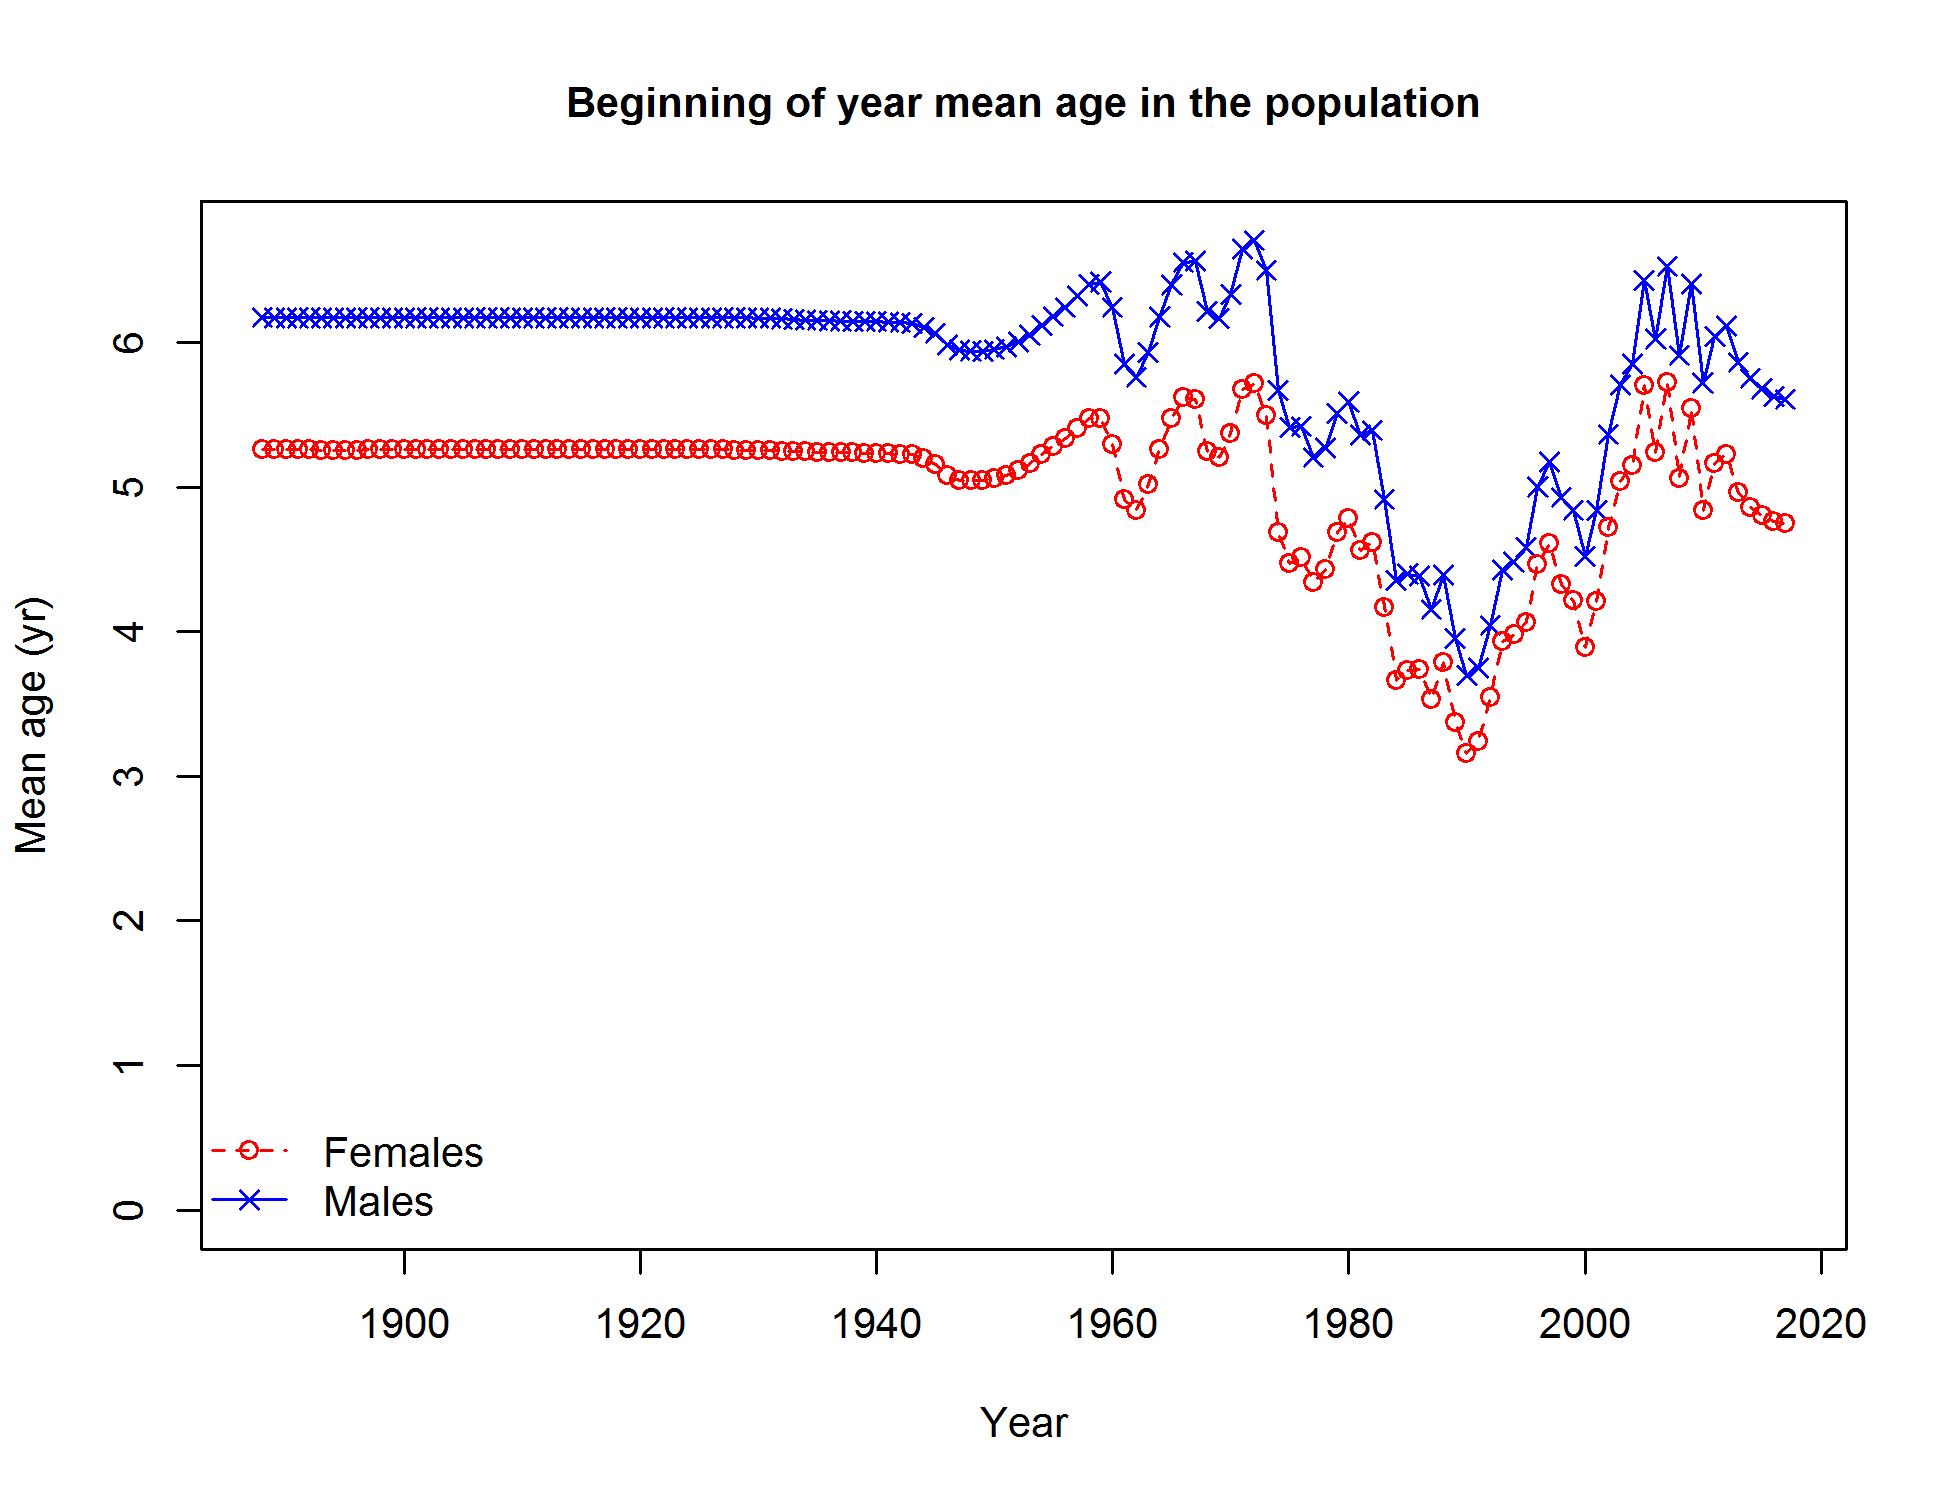 Beginning of year mean age in the population
Mean age (yr)
6
5
4
3
2
1
0
Females
Males
1900 1920 1940 1960 1980 2000 2020
Year